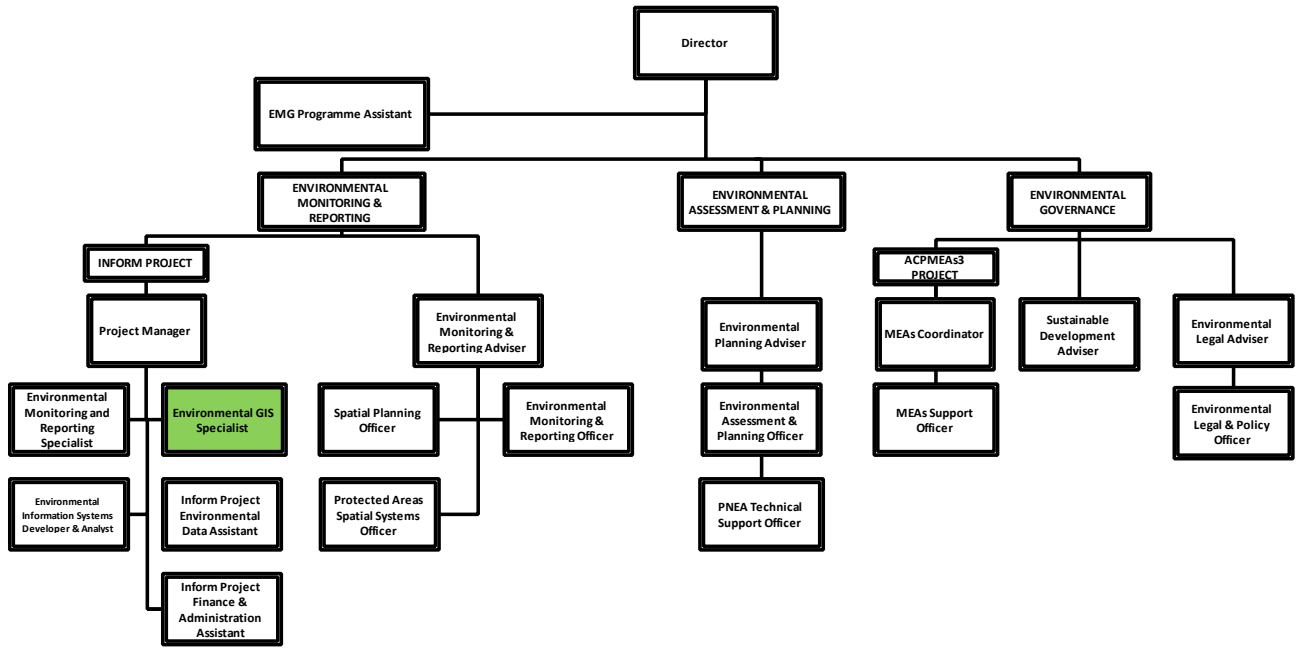 Director
EMG Programme Assistant
ENVIRONMENTAL
MONITORING &
REPORTING
ENVIRONMENTAL
ASSESSMENT & PLANNING
ENVIRONMENTAL
GOVERNANCE
INFORM PROJECT
ACPMEAs3
PROJECT
Project Manager
Environmental
Monitoring &
Reporting Adviser
Environmental
Planning Adviser
MEAs Coordinator
Sustainable
Development
Adviser
Environmental
Legal Adviser
Environmental
Monitoring and
Reporting
Specialist
Environmental GIS
Specialist
Spatial Planning
Officer
Environmental
Monitoring &
Reporting Officer
Environmental
Assessment &
Planning Officer
MEAs Support
Officer
Environmental
Legal & Policy
Officer
Environmental
Information Systems
Developer & Analyst
Inform Project
Environmental
Data Assistant
Protected Areas
Spatial Systems
Officer
PNEA Technical
Support Officer
Inform Project
Finance &
Administration
Assistant